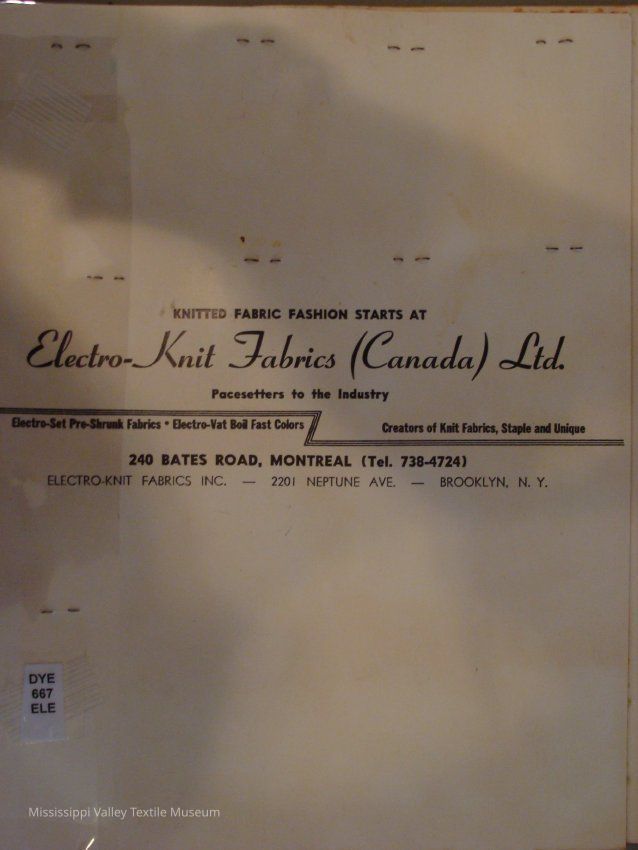 KNITTED FABRIC FASHION STARTS AT
Electro-Knit Fabrics (Canada) Ltd.
Pacesetters to the Industry
Electro-Set Pre-Shrunk Fabrics • Electro-Vat Boil Fast Colors
Creators of Knit Fabrics, Staple and Unique
240 BATES ROAD, MONTREAL (Tel. 738-4724)
ELECTRO-KNIT FABRICS INC. — 2201 NEPTUNE AVE. — BROOKLYN, N. Y.
DYE
667
ELE
Mississippi Valley Textile Museum